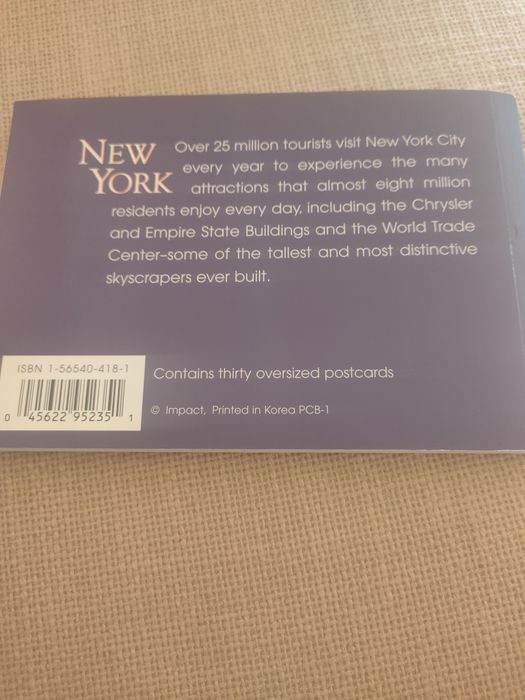 NEW YORK
Over 25 million tourists visit New York City
every year to experience the many
attractions that almost eight million
residents enjoy every day, including the Chrysler
and Empire State Buildings and the World Trade
Center–some of the tallest and most distinctive
skyscrapers ever built.
ISBN 1-56540-418-1
0 45622 95235 1
Contains thirty oversized postcards
© Impact, Printed in Korea PCB-1